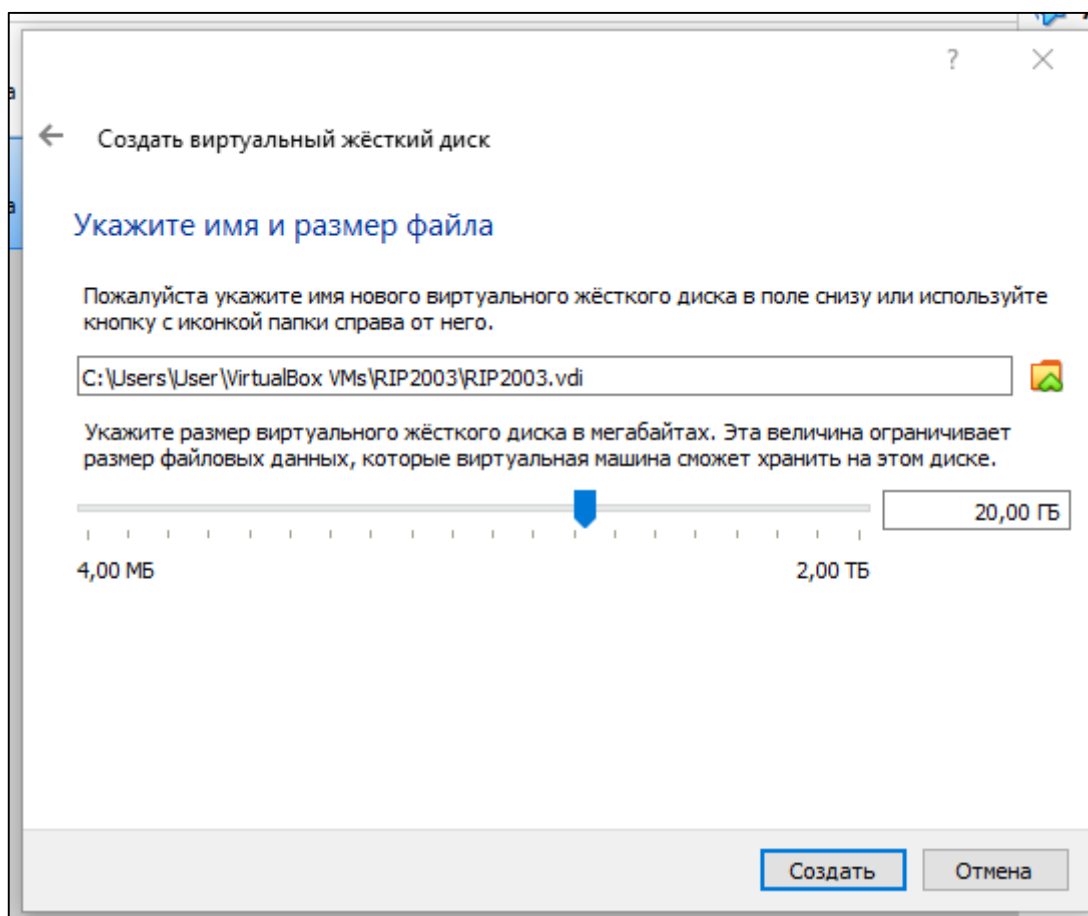 ?
Создать виртуальный жёсткий диск
Укажите имя и размер файла
Пожалуйста укажите имя нового виртуального жёсткого диска в поле снизу или используйте
кнопку с иконкой папки справа от него.
C:\Users\User\VirtualBox VMs\RIP2003\RIP2003.vdi
Укажите размер виртуального жёсткого диска в мегабайтах. Эта величина ограничивает
размер файловых данных, которые виртуальная машина сможет хранить на этом диске.
20,00 ГБ
4,00 МБ 2,00 ТБ
Создать Отмена